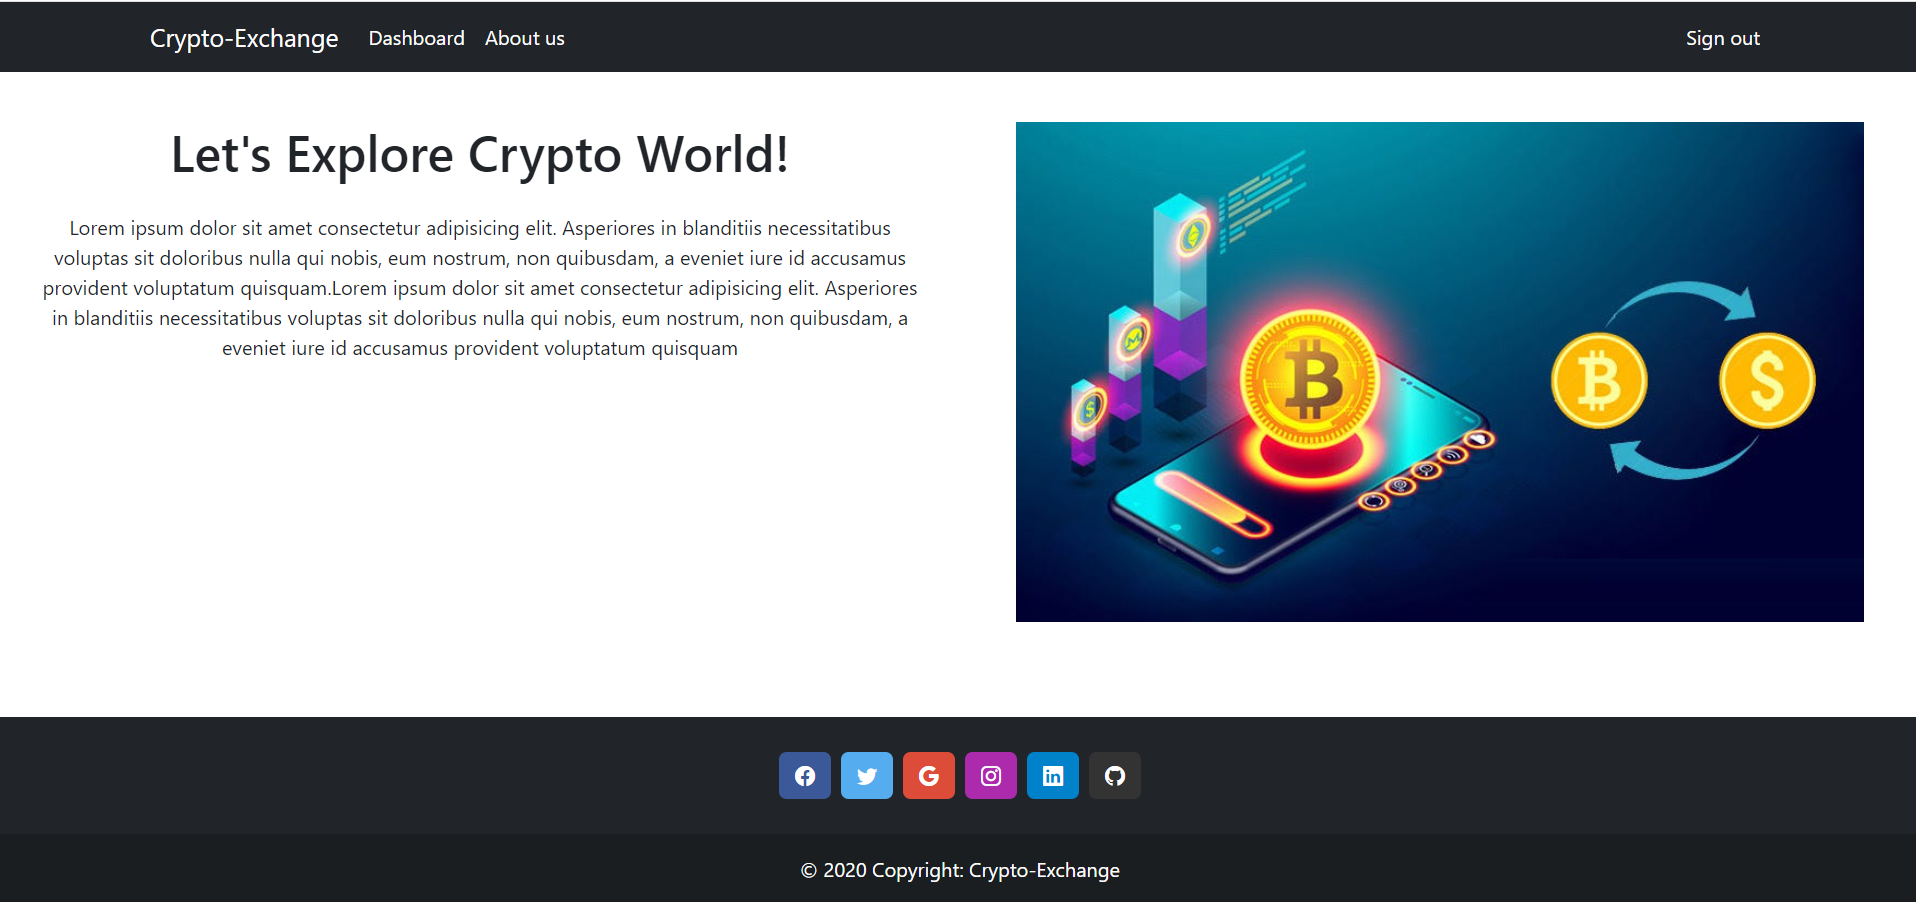 Crypto-Exchange Dashboard About us Sign out
Let's Explore Crypto World!
Lorem ipsum dolor sit amet consectetur adipisicing elit. Asperiores in blanditiis necessitatibus
voluptas sit doloribus nulla qui nobis, eum nostrum, non quibusdam, a eveniet iure id accusamus
provident voluptatum quisquam.Lorem ipsum dolor sit amet consectetur adipisicing elit. Asperiores
in blanditiis necessitatibus voluptas sit doloribus nulla qui nobis, eum nostrum, non quibusdam, a
eveniet iure id accusamus provident voluptatum quisquam
© 2020 Copyright: Crypto-Exchange